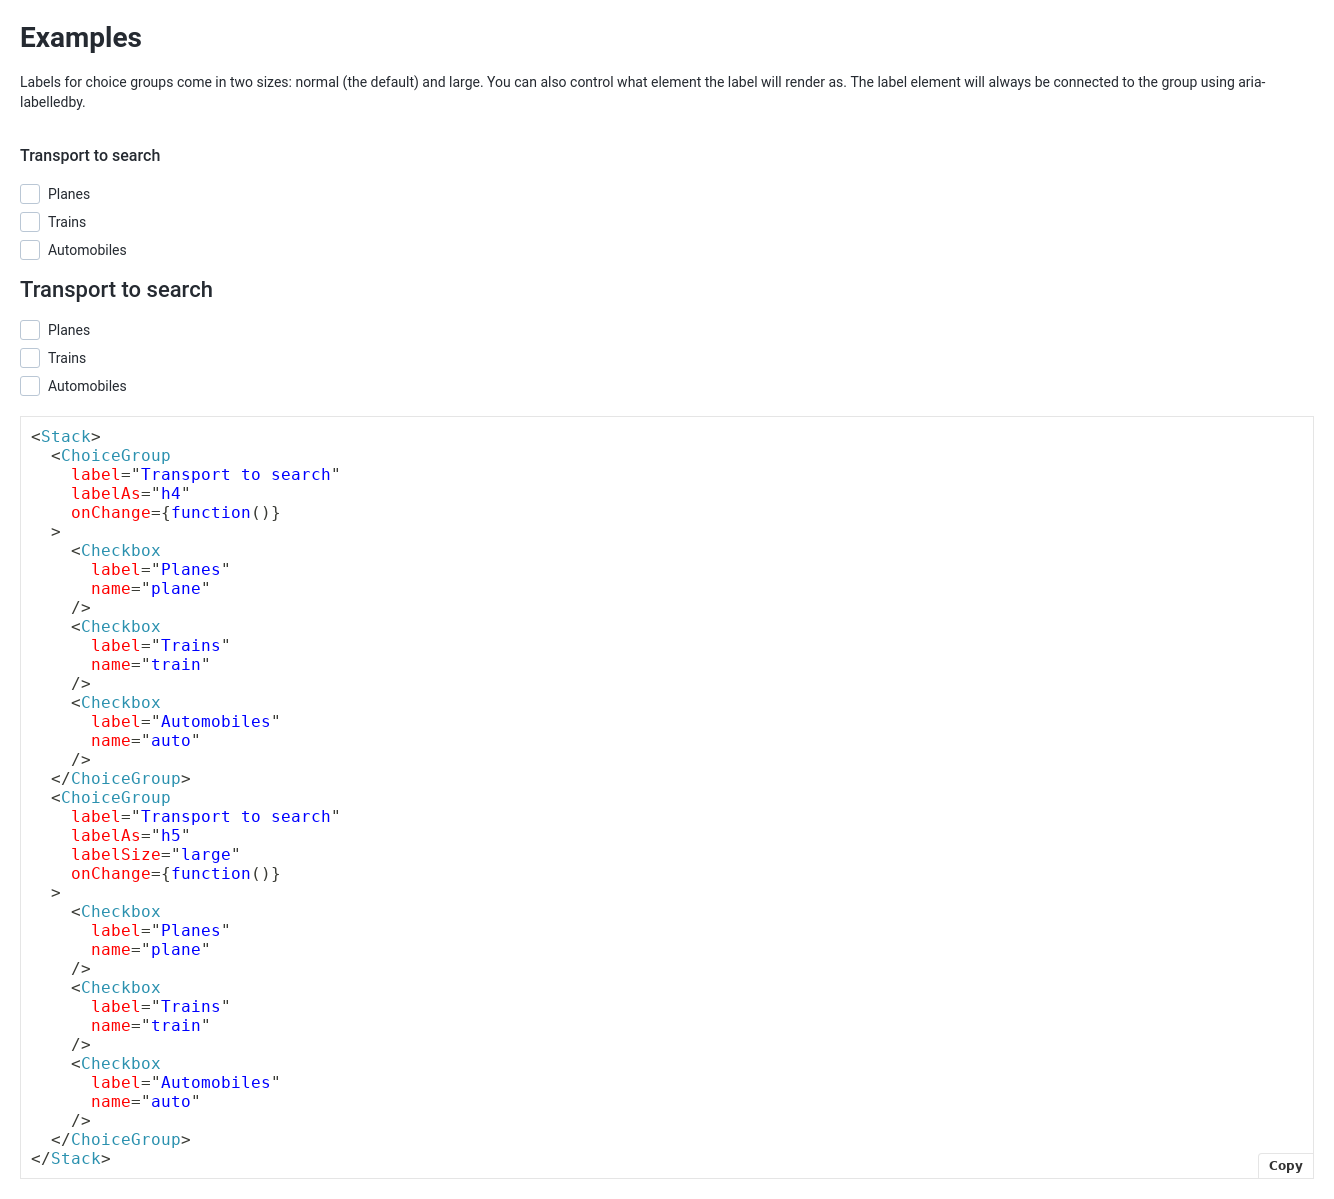 Examples
Labels for choice groups come in two sizes: normal (the default) and large. You can also control what element the label will render as. The label element will always be connected to the group using aria-
labelledby.
Transport to search
Planes
Trains
Automobiles
Transport to search
Planes
Trains
Automobiles
<Stack>
  <ChoiceGroup
    label="Transport to search"
    labelAs="h4"
    onChange={function()}
  >
    <Checkbox
      label="Planes"
      name="plane"
    />
    <Checkbox
      label="Trains"
      name="train"
    />
    <Checkbox
      label="Automobiles"
      name="auto"
    />
  </ChoiceGroup>
  <ChoiceGroup
    label="Transport to search"
    labelAs="h5"
    labelSize="large"
    onChange={function()}
  >
    <Checkbox
      label="Planes"
      name="plane"
    />
    <Checkbox
      label="Trains"
      name="train"
    />
    <Checkbox
      label="Automobiles"
      name="auto"
    />
  </ChoiceGroup>
</Stack>
Copy